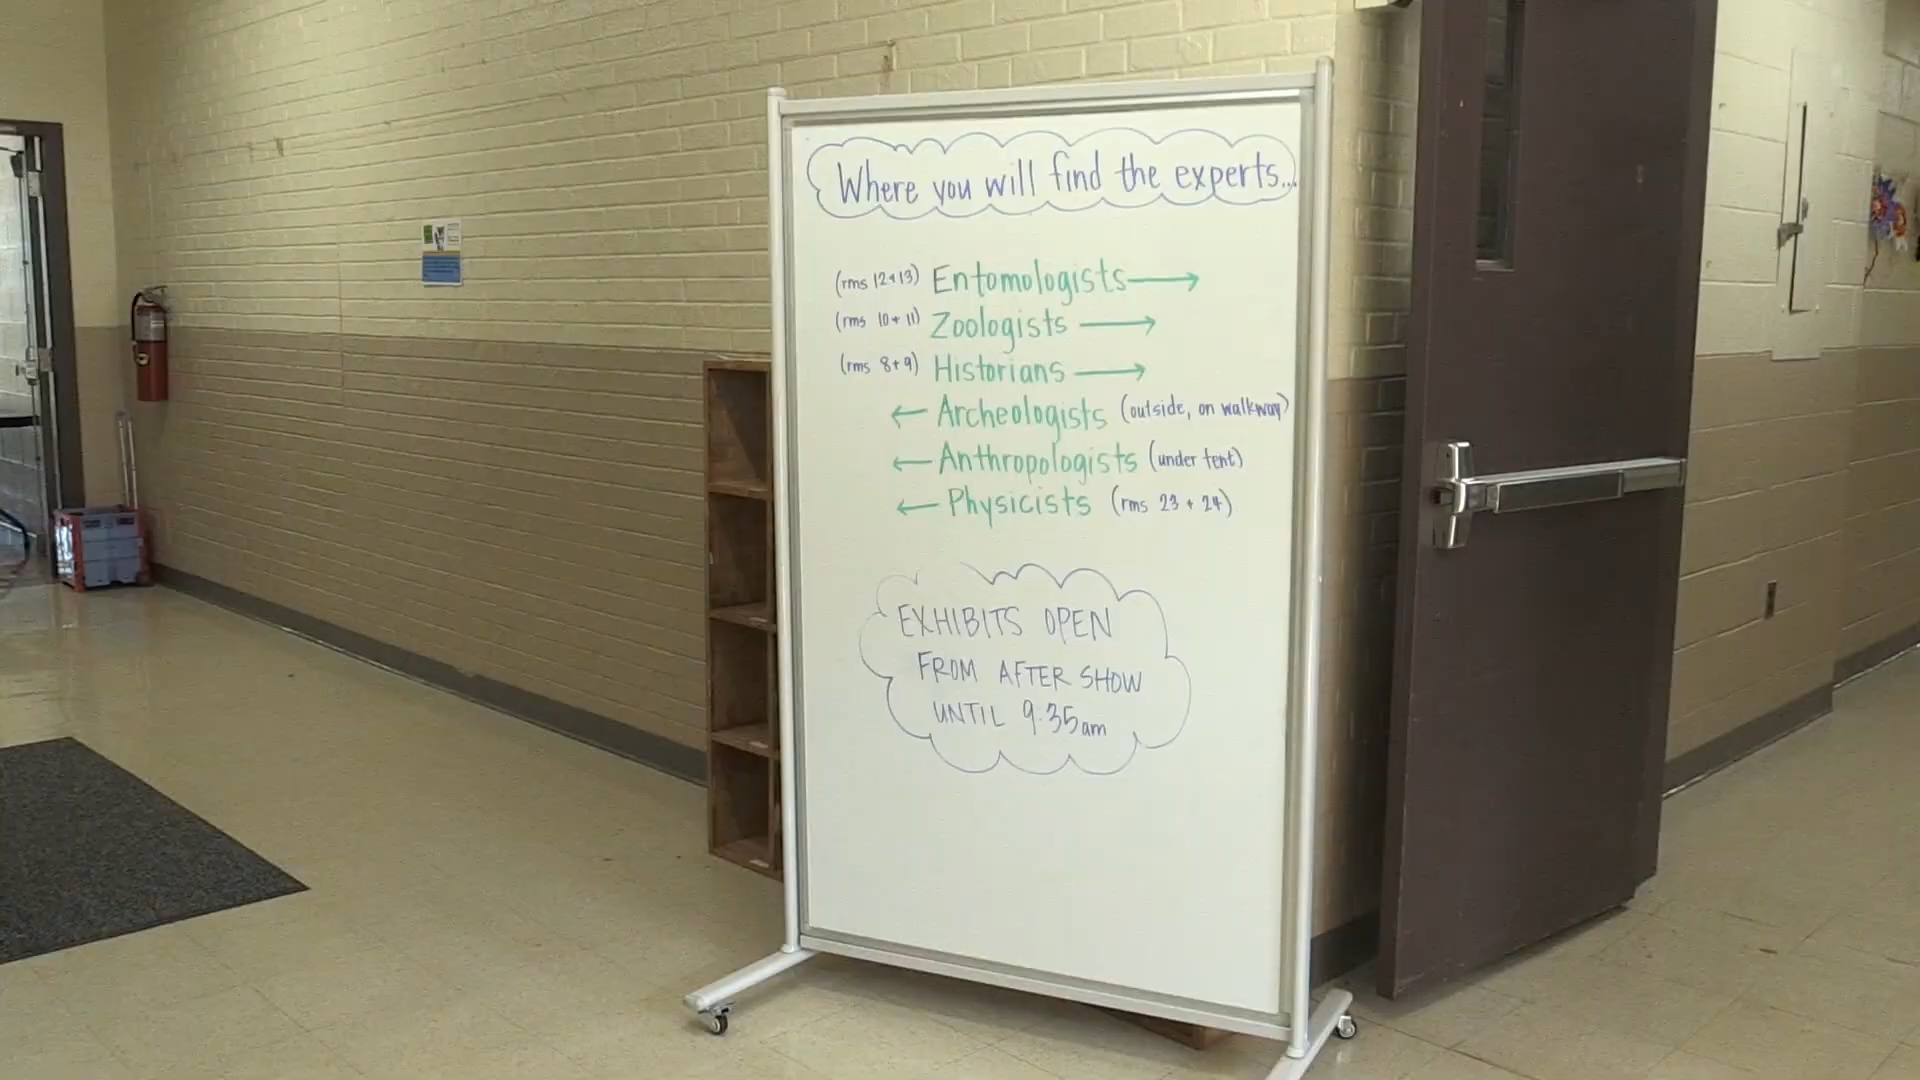 Where you will find the experts...
(rms 12+13) Entomologists →
(rms 10+11) Zoologists →
(rms 8+9) Historians →
← Archeologists (outside, on walkway)
← Anthropologists (under tent)
← Physicists (rms 23 + 24)
EXHIBITS OPEN
FROM AFTER SHOW
UNTIL 9:35am